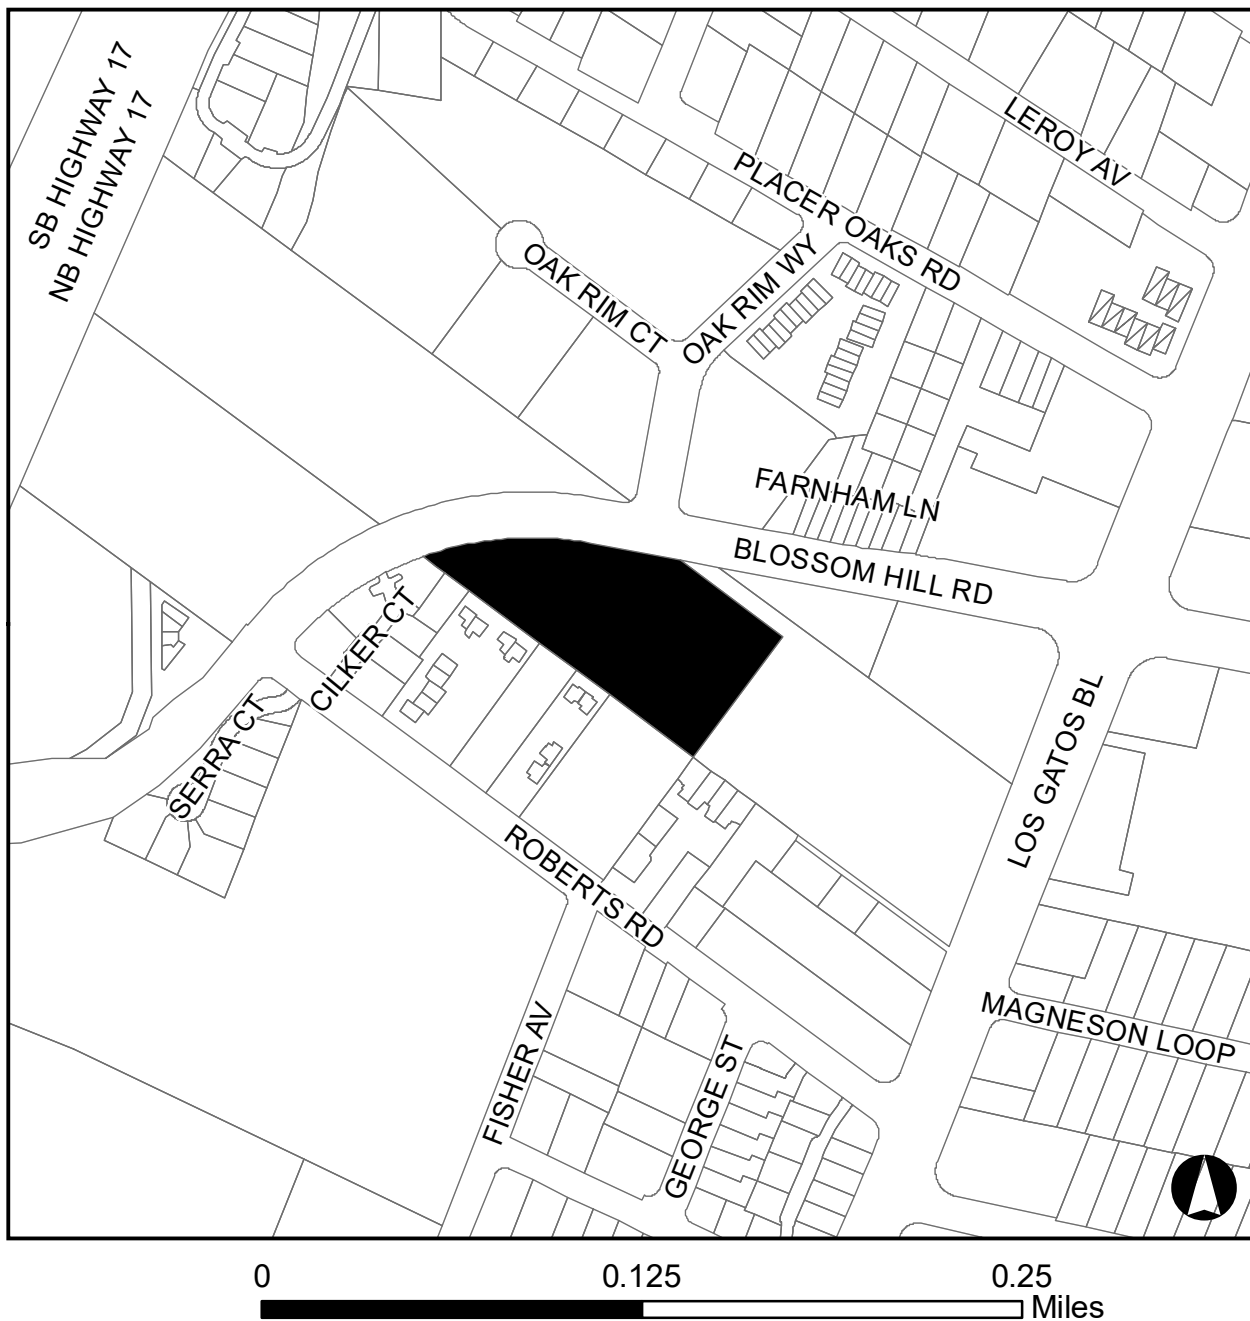 SB HIGHWAY 17
NB HIGHWAY 17
LEROY AV
PLACER OAKS RD
OAK RIM CT
OAK RIM WY
FARNHAM LN
BLOSSOM HILL RD
CILKER CT
SERRA CT
LOS GATOS BL
ROBERTS RD
MAGNESON LOOP
FISHER AV
GEORGE ST
0 0.125 0.25
Miles